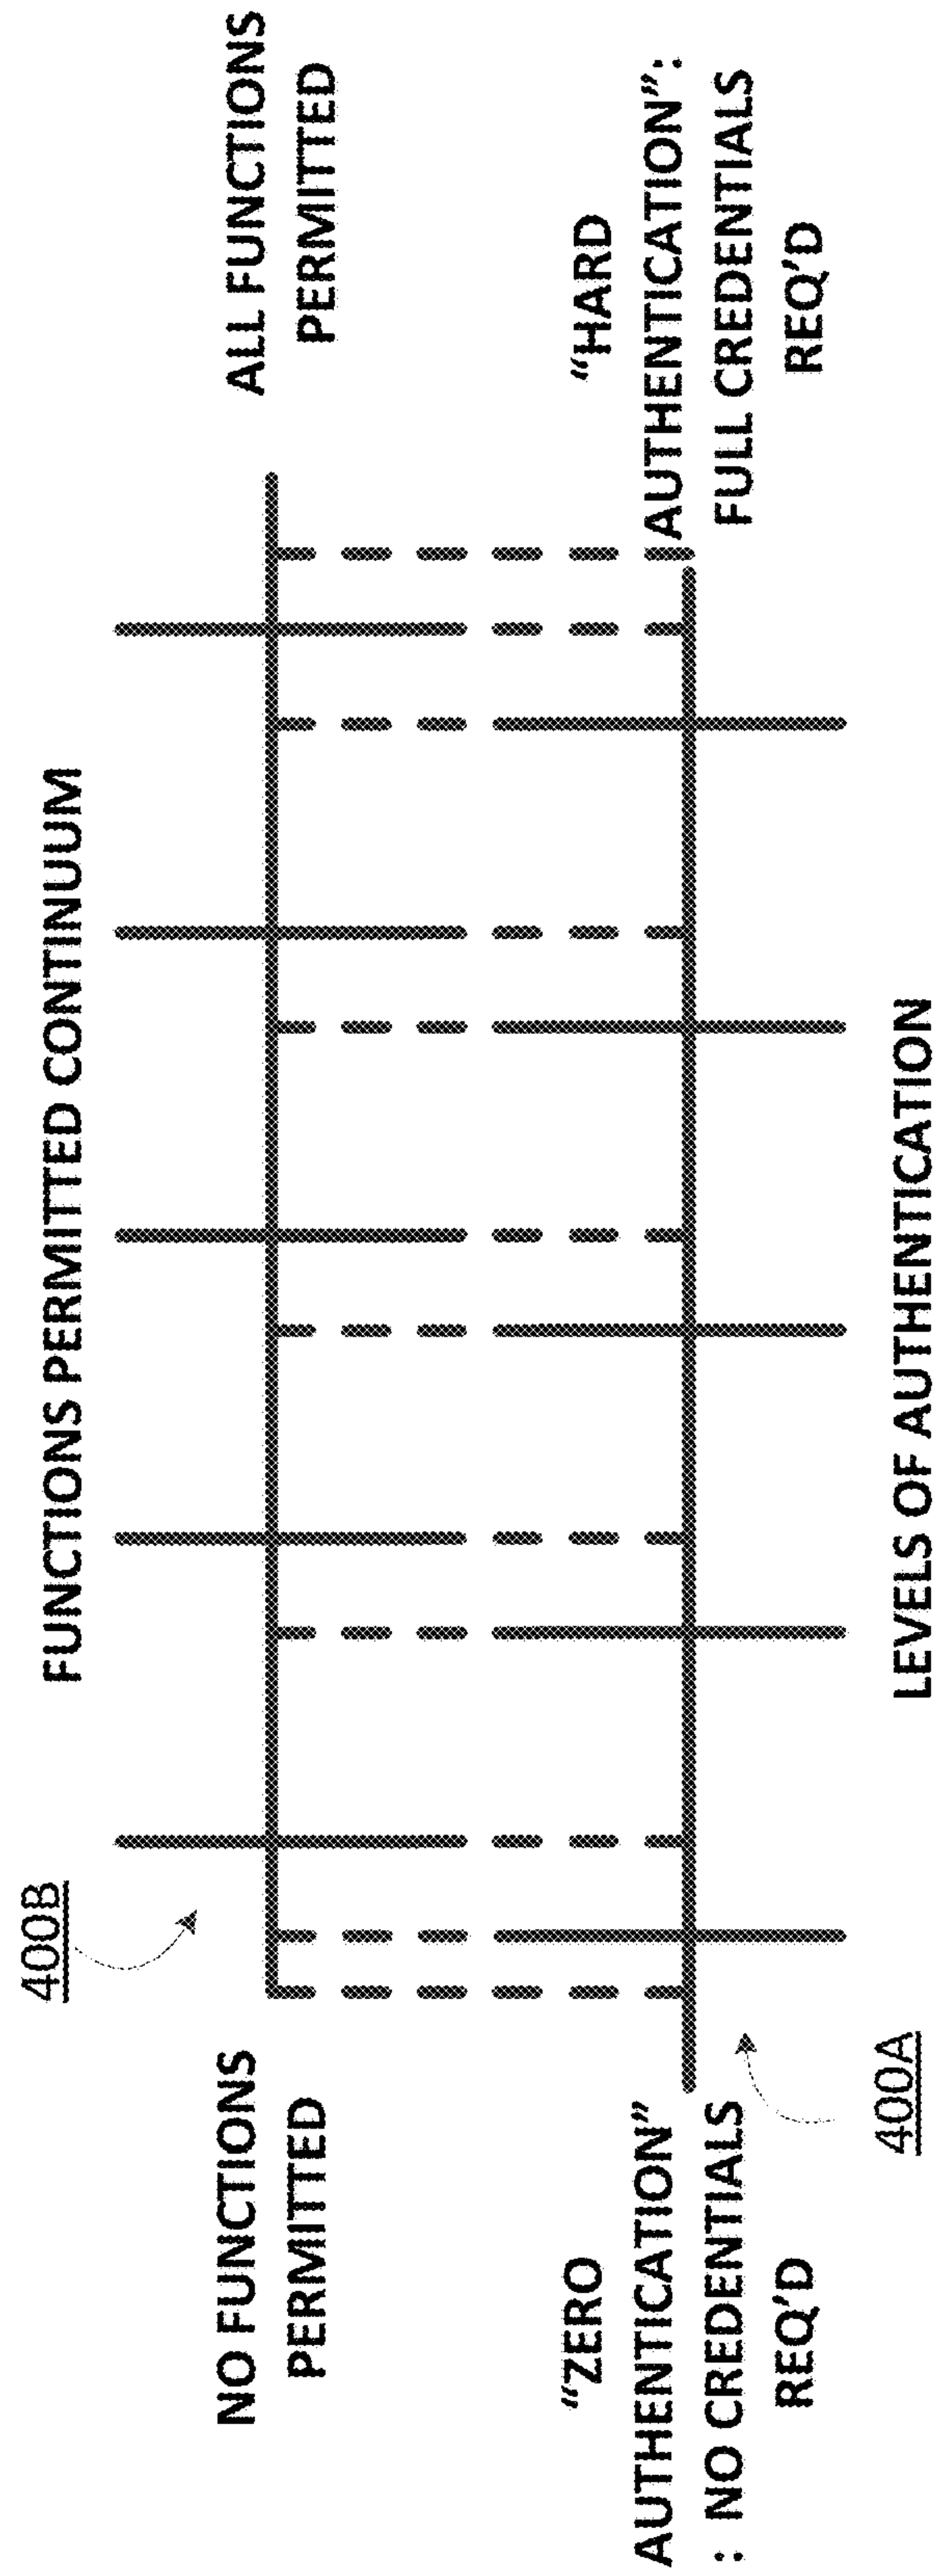 FUNCTIONS PERMITTED CONTINUUM
400B
NO FUNCTIONS
PERMITTED
ALL FUNCTIONS
PERMITTED
“ZERO
AUTHENTICATION”
: NO CREDENTIALS
REQ’D
“HARD
AUTHENTICATION”:
FULL CREDENTIALS
REQ’D
400A
LEVELS OF AUTHENTICATION